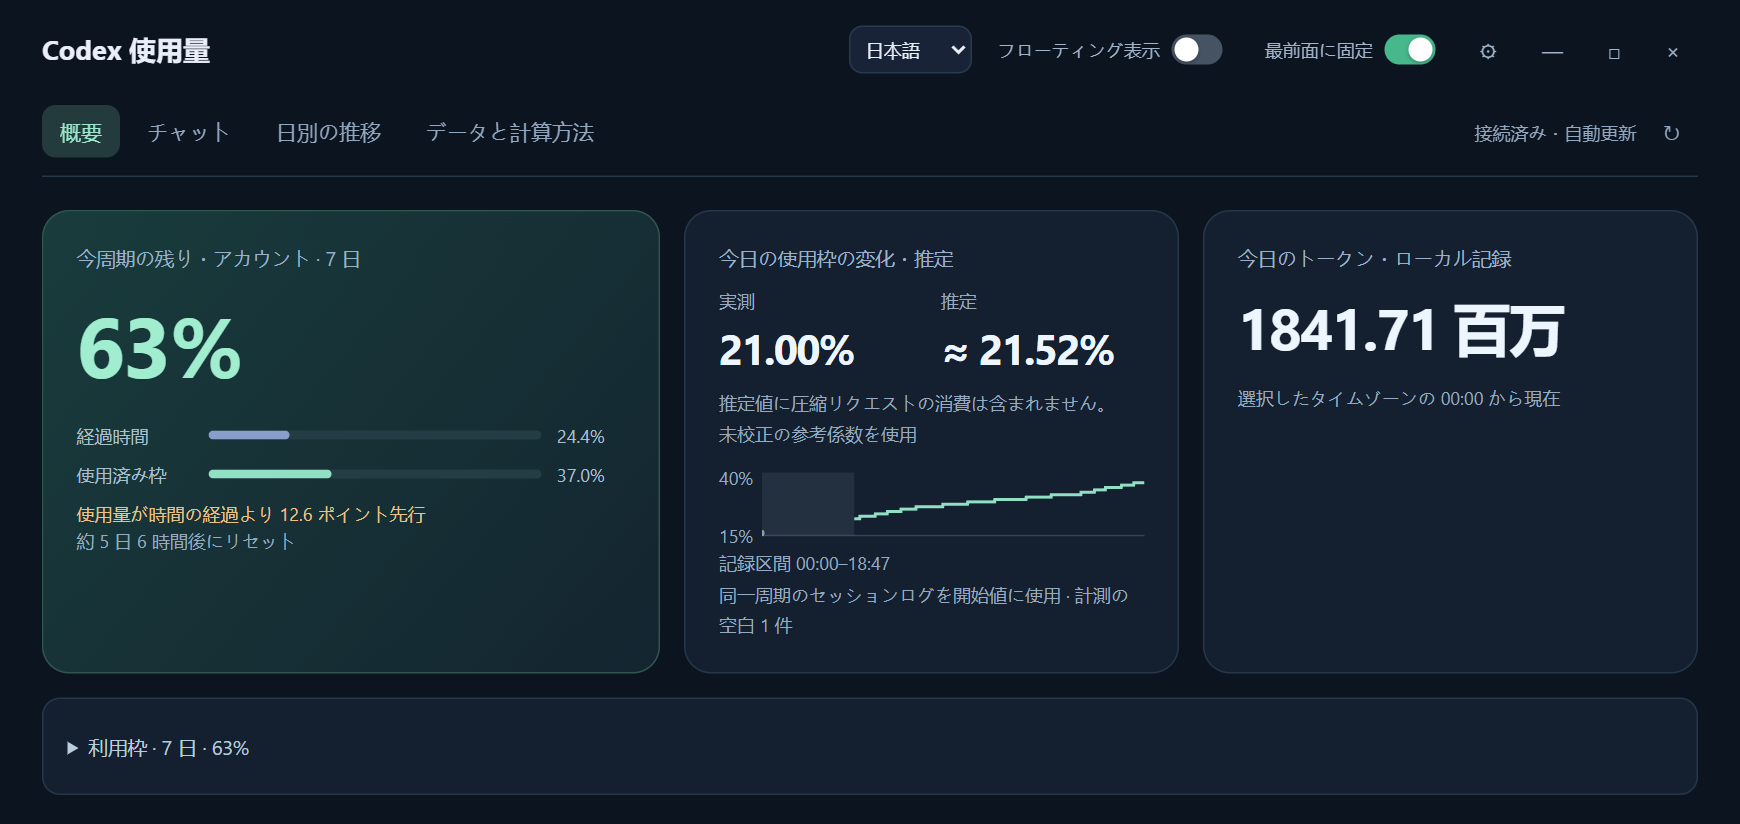 Codex 使用量
日本語
フローティング表示
最前面に固定
概要
チャット
日別の推移
データと計算方法
接続済み · 自動更新
今周期の残り・アカウント · 7 日
63%
経過時間
24.4%
使用済み枠
37.0%
使用量が時間の経過より 12.6 ポイント先行
約 5 日 6 時間後にリセット
今日の使用枠の変化・推定
実測
推定
21.00%
≈ 21.52%
推定値に圧縮リクエストの消費は含まれません。
未校正の参考係数を使用
40%
15%
記録区間 00:00–18:47
同一周期のセッションログを開始値に使用 · 計測の
空白 1 件
今日のトークン・ローカル記録
1841.71 百万
選択したタイムゾーンの 00:00 から現在
利用枠 · 7 日 · 63%